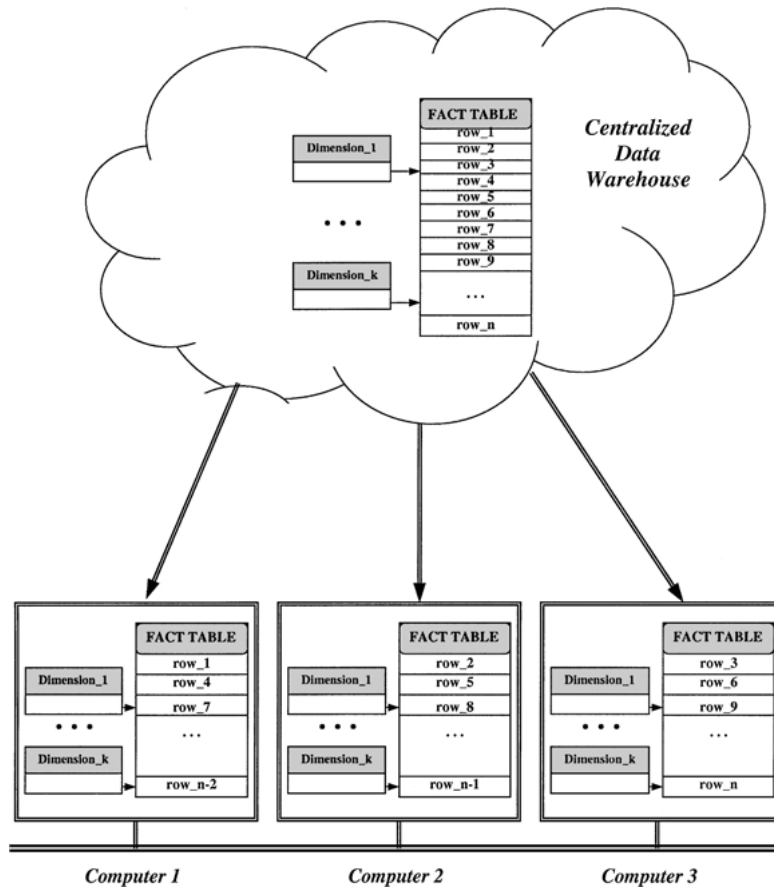 FACT TABLE
row_1
row_2
row_3
row_4
row_5
row_6
row_7
row_8
row_9
...
row_n
Dimension_1
...
Dimension_k
Centralized
Data
Warehouse
FACT TABLE
row_1
row_4
row_7
...
row_n-2
Dimension_1
...
Dimension_k
FACT TABLE
row_2
row_5
row_8
...
row_n-1
Dimension_1
...
Dimension_k
FACT TABLE
row_3
row_6
row_9
...
row_n
Dimension_1
...
Dimension_k
Computer 1
Computer 2
Computer 3